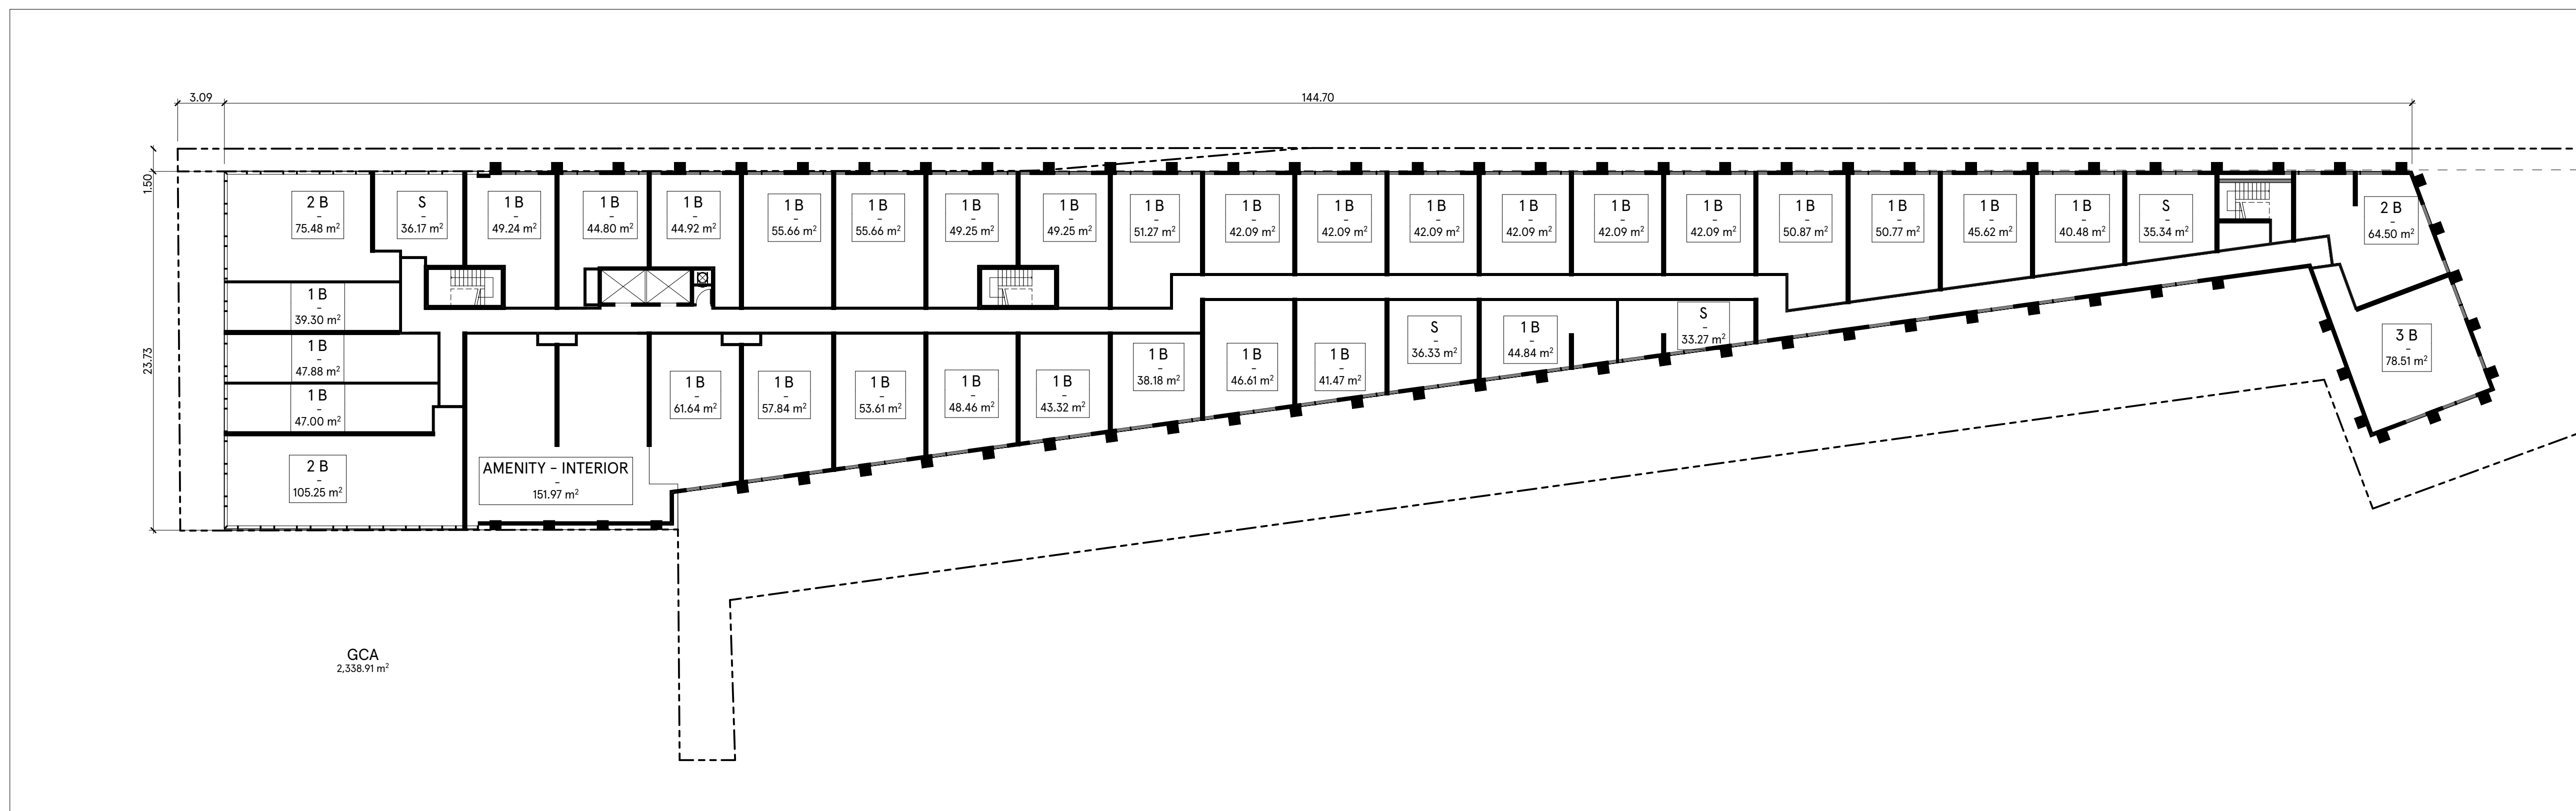 3.09
144.70
1.50
23.73
2 B
–
75.48 m²
S
–
36.17 m²
1 B
–
49.24 m²
1 B
–
44.80 m²
1 B
–
44.92 m²
1 B
–
55.66 m²
1 B
–
55.66 m²
1 B
–
49.25 m²
1 B
–
49.25 m²
1 B
–
51.27 m²
1 B
–
42.09 m²
1 B
–
42.09 m²
1 B
–
42.09 m²
1 B
–
42.09 m²
1 B
–
42.09 m²
1 B
–
42.09 m²
1 B
–
50.87 m²
1 B
–
50.77 m²
1 B
–
45.62 m²
1 B
–
40.48 m²
S
–
35.34 m²
2 B
–
64.50 m²
1 B
–
39.30 m²
1 B
–
47.88 m²
1 B
–
47.00 m²
2 B
–
105.25 m²
AMENITY – INTERIOR
–
151.97 m²
1 B
–
61.64 m²
1 B
–
57.84 m²
1 B
–
53.61 m²
1 B
–
48.46 m²
1 B
–
43.32 m²
1 B
–
38.18 m²
1 B
–
46.61 m²
1 B
–
41.47 m²
S
–
36.33 m²
1 B
–
44.84 m²
S
–
33.27 m²
3 B
–
78.51 m²
GCA
2,338.91 m²